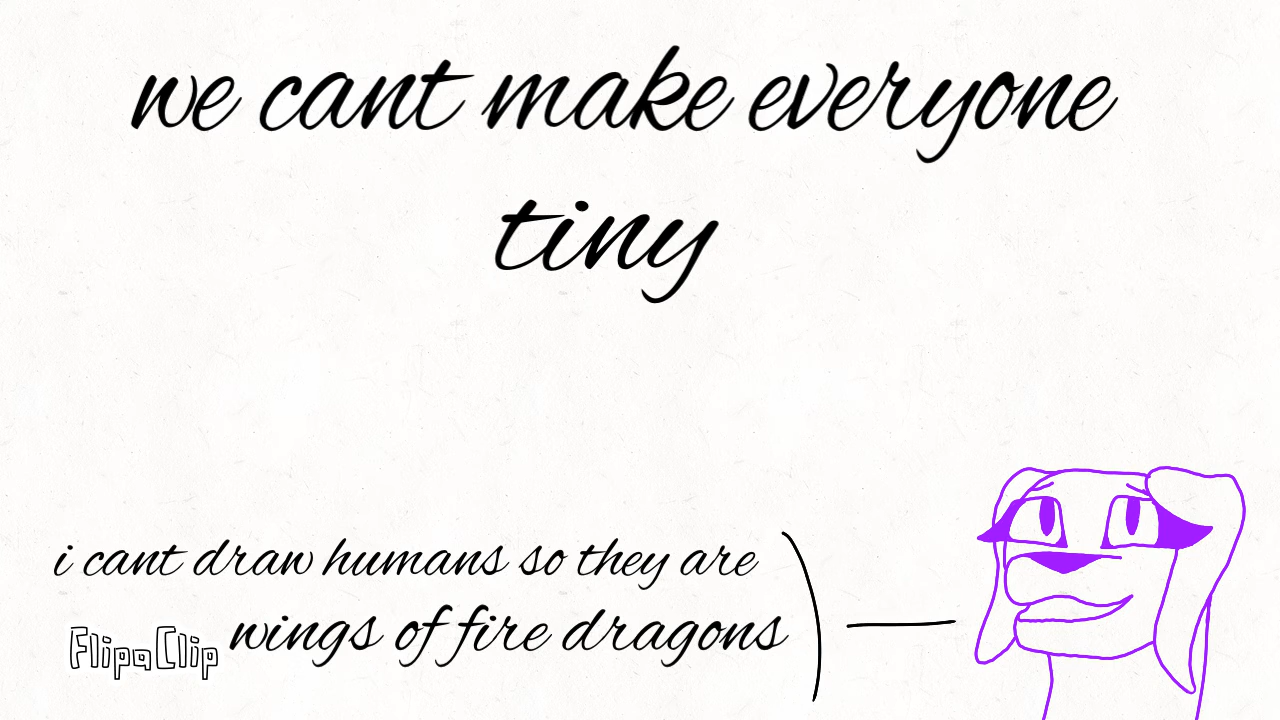 we cant make everyone
tiny
i cant draw humans so they are
wings of fire dragons
FlipaClip